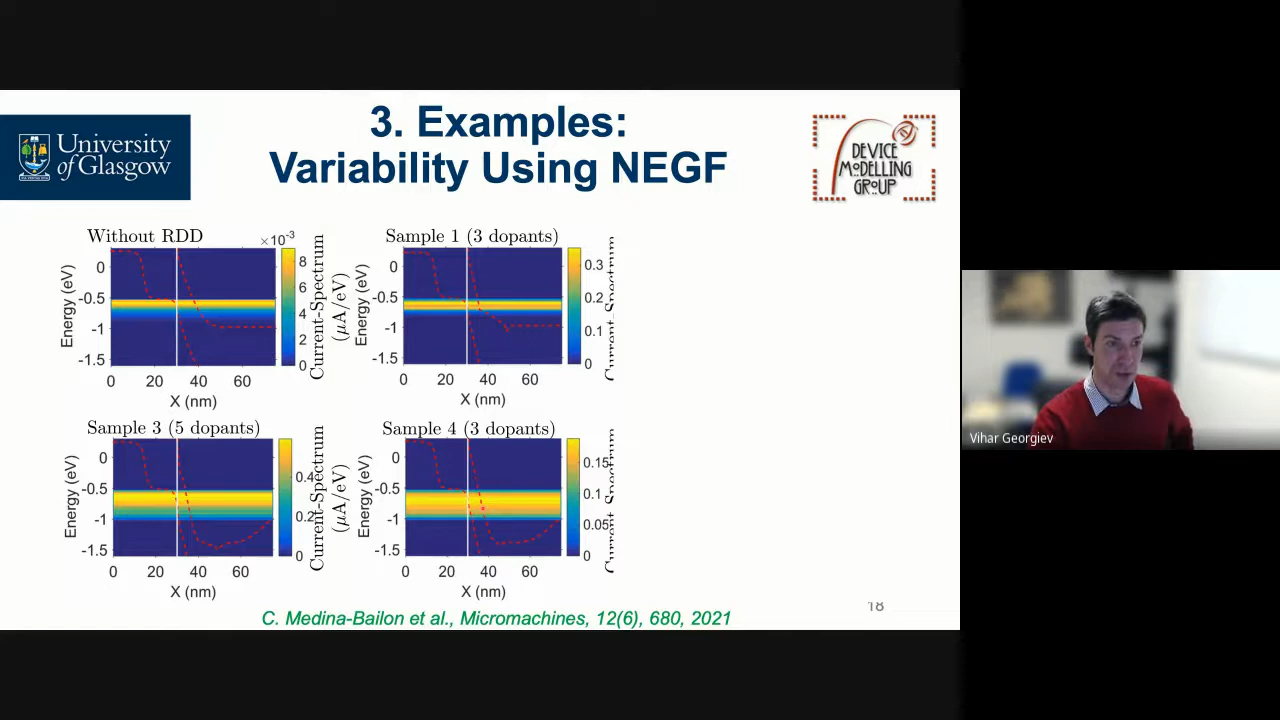 University
of Glasgow
3. Examples:
Variability Using NEGF
DEVICE
MODELLING
GROUP
Without RDD
×10⁻³
Energy (eV)
0
-0.5
-1
-1.5
0 20 40 60
X (nm)
8
6
4
2
0
Current-Spectrum
(μA/eV)
Sample 1 (3 dopants)
Energy (eV)
0
-0.5
-1
-1.5
0 20 40 60
X (nm)
0.3
0.2
0.1
0
Current-Spectrum
Sample 3 (5 dopants)
Energy (eV)
0
-0.5
-1
-1.5
0 20 40 60
X (nm)
0.4
0.2
0
Current-Spectrum
(μA/eV)
Sample 4 (3 dopants)
Energy (eV)
0
-0.5
-1
-1.5
0 20 40 60
X (nm)
0.15
0.1
0.05
0
Current-Spectrum
C. Medina-Bailon et al., Micromachines, 12(6), 680, 2021
18
Vihar Georgiev